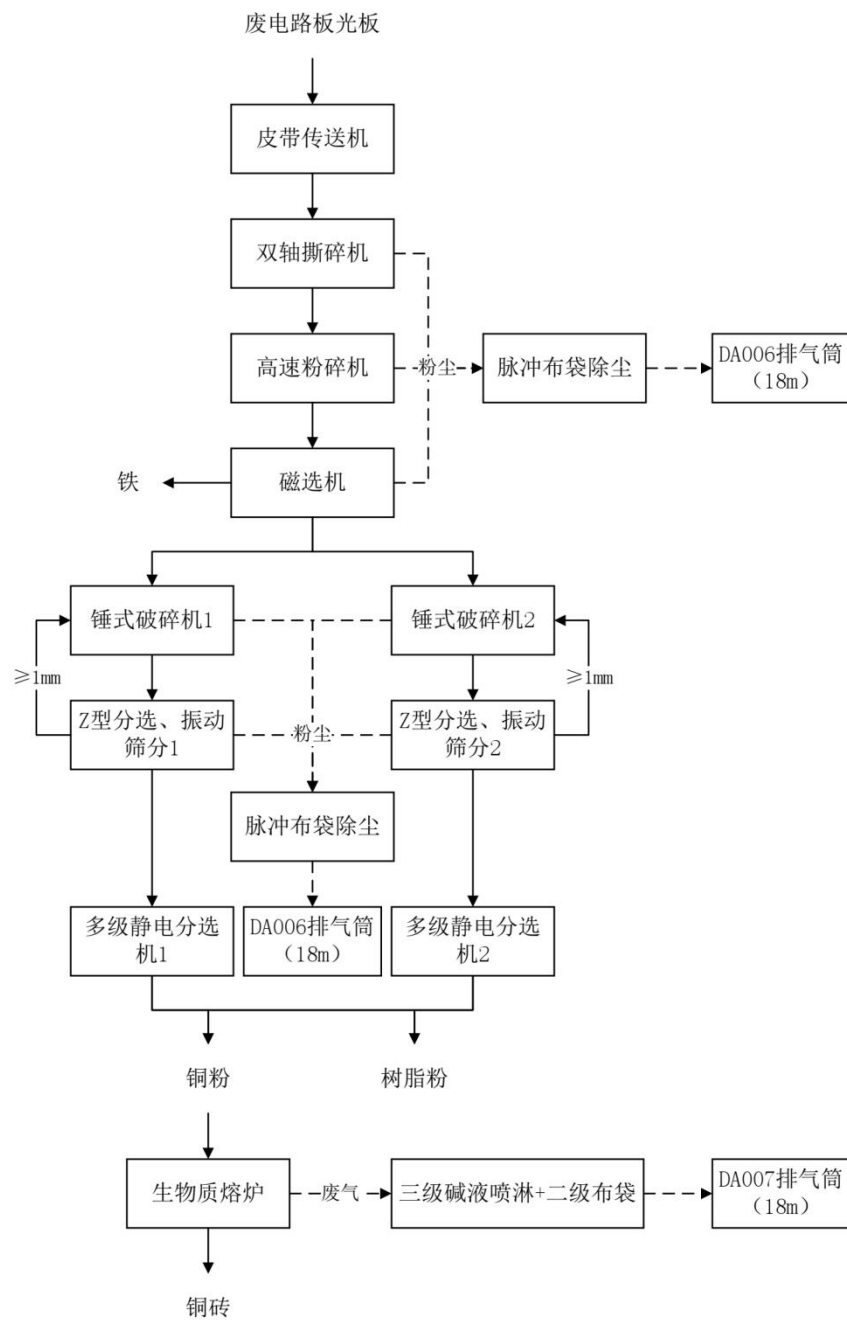 废电路板光板
皮带传送机
双轴撕碎机
高速粉碎机
粉尘
脉冲布袋除尘
DA006排气筒
（18m）
铁
磁选机
锤式破碎机1
锤式破碎机2
≥1mm
≥1mm
Z型分选、振动
筛分1
粉尘
Z型分选、振动
筛分2
脉冲布袋除尘
多级静电分选
机1
DA006排气筒
（18m）
多级静电分选
机2
铜粉
树脂粉
生物质熔炉
废气
三级碱液喷淋+二级布袋
DA007排气筒
（18m）
铜砖